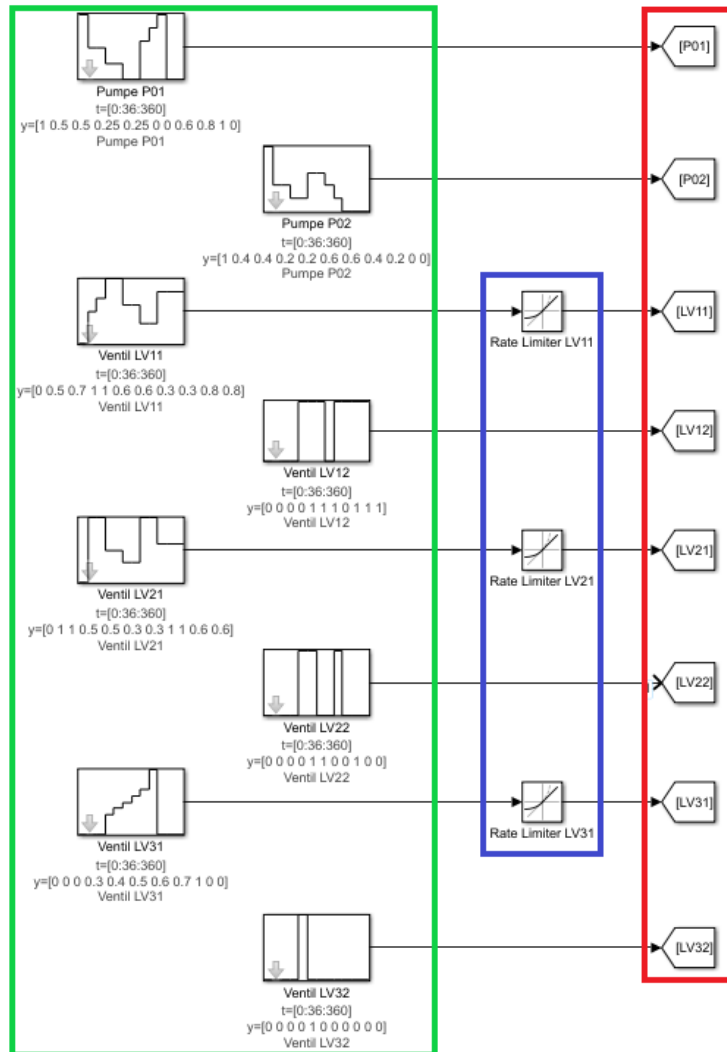 [P01]
Pumpe P01
t=[0:36:360]
y=[1 0.5 0.5 0.25 0.25 0 0 0.6 0.8 1 0]
Pumpe P01
[P02]
Pumpe P02
t=[0:36:360]
y=[1 0.4 0.4 0.2 0.2 0.6 0.6 0.4 0.2 0 0]
Pumpe P02
[LV11]
Rate Limiter LV11
Ventil LV11
t=[0:36:360]
y=[0 0.5 0.7 1 1 0.6 0.6 0.3 0.3 0.8 0.8]
Ventil LV11
[LV12]
Ventil LV12
t=[0:36:360]
y=[0 0 0 0 1 1 1 0 1 1 1]
Ventil LV12
[LV21]
Rate Limiter LV21
Ventil LV21
t=[0:36:360]
y=[0 1 1 0.5 0.5 0.3 0.3 1 1 0.6 0.6]
Ventil LV21
[LV22]
Ventil LV22
t=[0:36:360]
y=[0 0 0 0 1 1 0 0 1 0 0]
Ventil LV22
[LV31]
Rate Limiter LV31
Ventil LV31
t=[0:36:360]
y=[0 0 0 0.3 0.4 0.5 0.6 0.7 1 0 0]
Ventil LV31
[LV32]
Ventil LV32
t=[0:36:360]
y=[0 0 0 0 1 0 0 0 0 0 0]
Ventil LV32